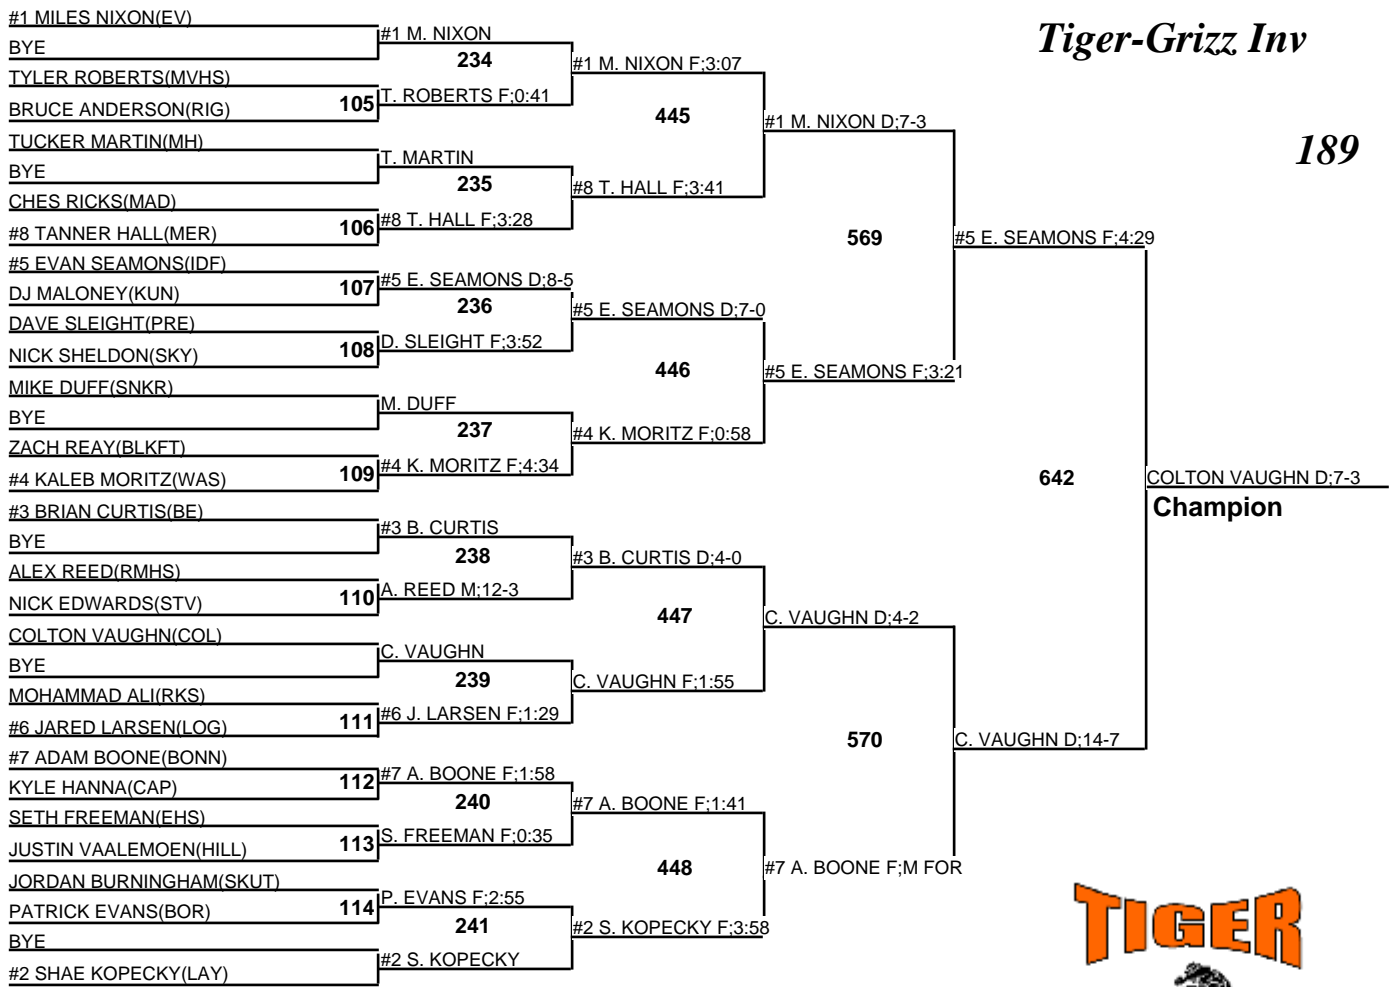 Tiger-Grizz Inv
189
#1 MILES NIXON(EV)
BYE
TYLER ROBERTS(MVHS)
BRUCE ANDERSON(RIG)
TUCKER MARTIN(MH)
BYE
CHES RICKS(MAD)
#8 TANNER HALL(MER)
#5 EVAN SEAMONS(IDF)
DJ MALONEY(KUN)
DAVE SLEIGHT(PRE)
NICK SHELDON(SKY)
MIKE DUFF(SNKR)
BYE
ZACH REAY(BLKFT)
#4 KALEB MORITZ(WAS)
#3 BRIAN CURTIS(BE)
BYE
ALEX REED(RMHS)
NICK EDWARDS(STV)
COLTON VAUGHN(COL)
BYE
MOHAMMAD ALI(RKS)
#6 JARED LARSEN(LOG)
#7 ADAM BOONE(BONN)
KYLE HANNA(CAP)
SETH FREEMAN(EHS)
JUSTIN VAALEMOEN(HILL)
JORDAN BURNINGHAM(SKUT)
PATRICK EVANS(BOR)
BYE
#2 SHAE KOPECKY(LAY)
105
106
107
108
109
110
111
112
113
114
#1 M. NIXON
234
T. ROBERTS F;0:41
T. MARTIN
235
#8 T. HALL F;3:28
#5 E. SEAMONS D;8-5
236
D. SLEIGHT F;3:52
M. DUFF
237
#4 K. MORITZ F;4:34
#3 B. CURTIS
238
A. REED M;12-3
C. VAUGHN
239
#6 J. LARSEN F;1:29
#7 A. BOONE F;1:58
240
S. FREEMAN F;0:35
P. EVANS F;2:55
241
#2 S. KOPECKY
#1 M. NIXON F;3:07
445
#8 T. HALL F;3:41
#5 E. SEAMONS D;7-0
446
#4 K. MORITZ F;0:58
#3 B. CURTIS D;4-0
447
C. VAUGHN F;1:55
#7 A. BOONE F;1:41
448
#2 S. KOPECKY F;3:58
#1 M. NIXON D;7-3
569
#5 E. SEAMONS F;3:21
C. VAUGHN D;4-2
570
#7 A. BOONE F;M FOR
#5 E. SEAMONS F;4:29
642
C. VAUGHN D;14-7
COLTON VAUGHN D;7-3
Champion
TIGER